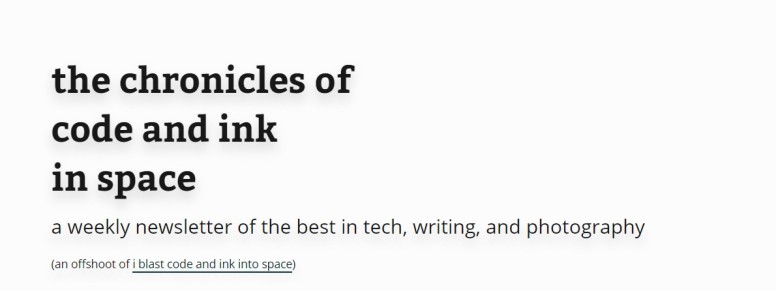 the chronicles of
code and ink
in space
a weekly newsletter of the best in tech, writing, and photography
(an offshoot of i blast code and ink into space)